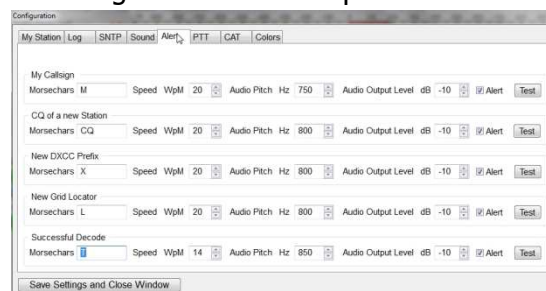 Configuration
My Station Log SNTP Sound Alert PTT CAT Colors
My Callsign
Morsechars M Speed WpM 20 Audio Pitch Hz 750 Audio Output Level dB -10 Alert Test
CQ of a new Station
Morsechars CQ Speed WpM 20 Audio Pitch Hz 800 Audio Output Level dB -10 Alert Test
New DXCC Prefix
Morsechars X Speed WpM 20 Audio Pitch Hz 800 Audio Output Level dB -10 Alert Test
New Grid Locator
Morsechars L Speed WpM 20 Audio Pitch Hz 800 Audio Output Level dB -10 Alert Test
Successful Decode
Morsechars T Speed WpM 14 Audio Pitch Hz 850 Audio Output Level dB -10 Alert Test
Save Settings and Close Window